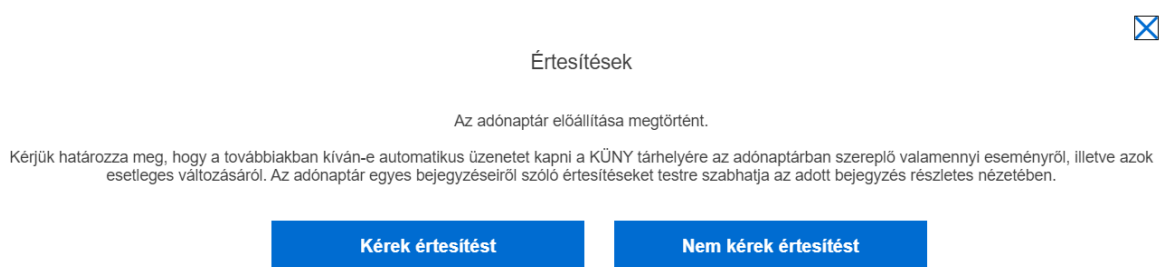 Értesítések
Az adónaptár előállítása megtörtént.
Kérjük határozza meg, hogy a továbbiakban kíván-e automatikus üzenetet kapni a KÜNY tárhelyére az adónaptárban szereplő valamennyi eseményről, illetve azok
esetleges változásáról. Az adónaptár egyes bejegyzéseiről szóló értesítéseket testre szabhatja az adott bejegyzés részletes nézetében.
Kérek értesítést
Nem kérek értesítést